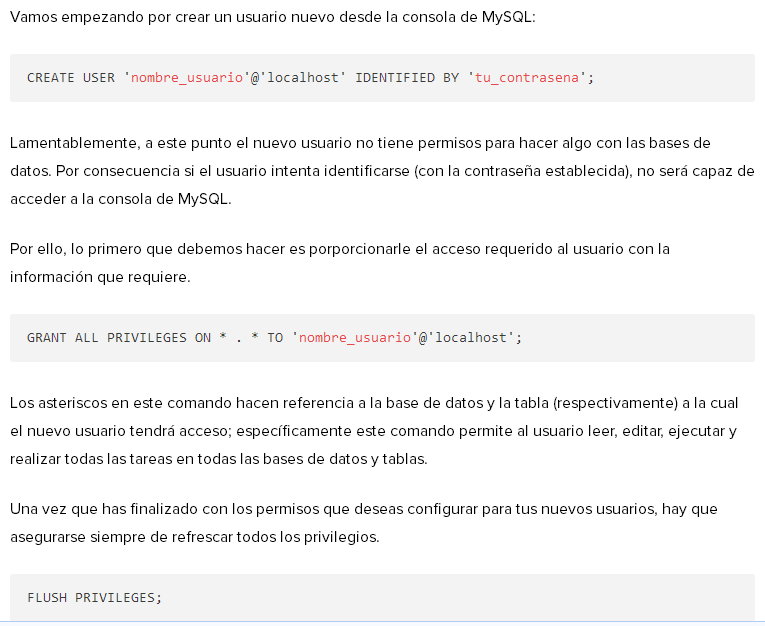 Vamos empezando por crear un usuario nuevo desde la consola de MySQL:
CREATE USER 'nombre_usuario'@'localhost' IDENTIFIED BY 'tu_contrasena';
Lamentablemente, a este punto el nuevo usuario no tiene permisos para hacer algo con las bases de
datos. Por consecuencia si el usuario intenta identificarse (con la contraseña establecida), no será capaz de
acceder a la consola de MySQL.
Por ello, lo primero que debemos hacer es porporcionarle el acceso requerido al usuario con la
información que requiere.
GRANT ALL PRIVILEGES ON * . * TO 'nombre_usuario'@'localhost';
Los asteriscos en este comando hacen referencia a la base de datos y la tabla (respectivamente) a la cual
el nuevo usuario tendrá acceso; específicamente este comando permite al usuario leer, editar, ejecutar y
realizar todas las tareas en todas las bases de datos y tablas.
Una vez que has finalizado con los permisos que deseas configurar para tus nuevos usuarios, hay que
asegurarse siempre de refrescar todos los privilegios.
FLUSH PRIVILEGES;